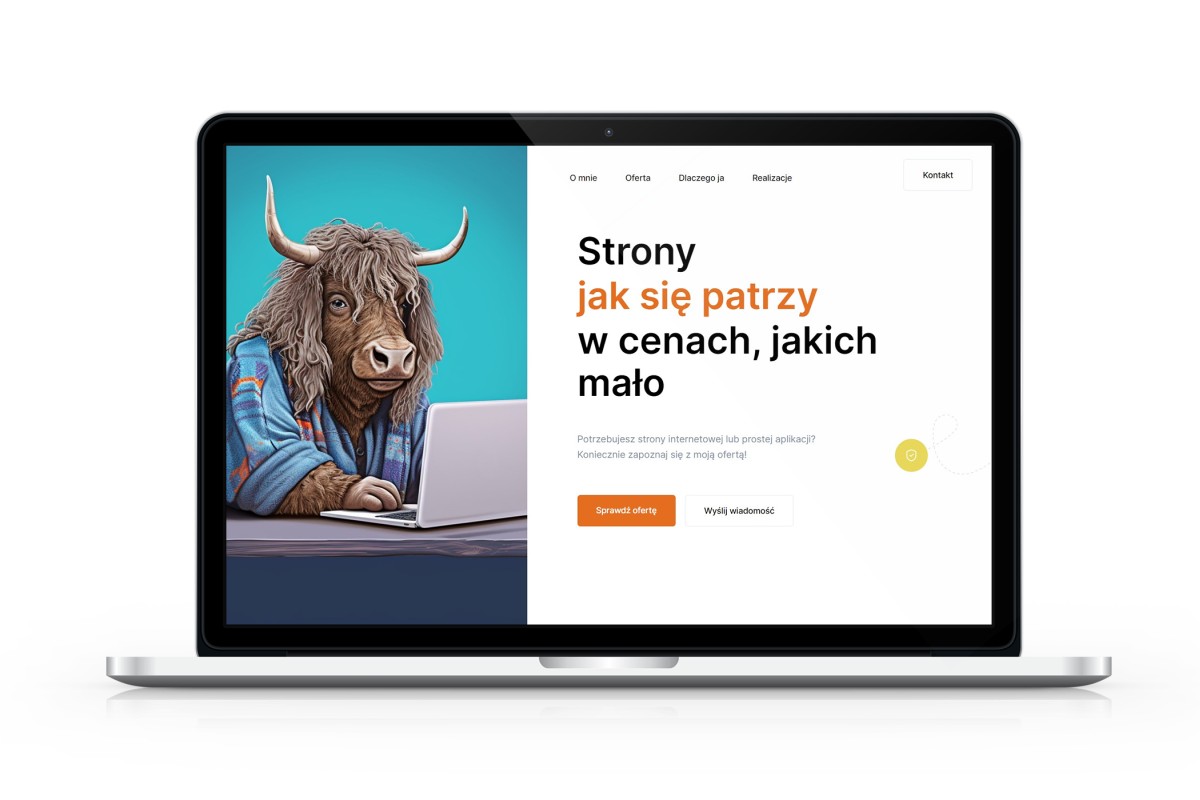 O mnie Oferta Dlaczego ja Realizacje Kontakt
Strony
jak się patrzy
w cenach, jakich
mało
Potrzebujesz strony internetowej lub prostej aplikacji?
Koniecznie zapoznaj się z moją ofertą!
Sprawdź ofertę Wyślij wiadomość